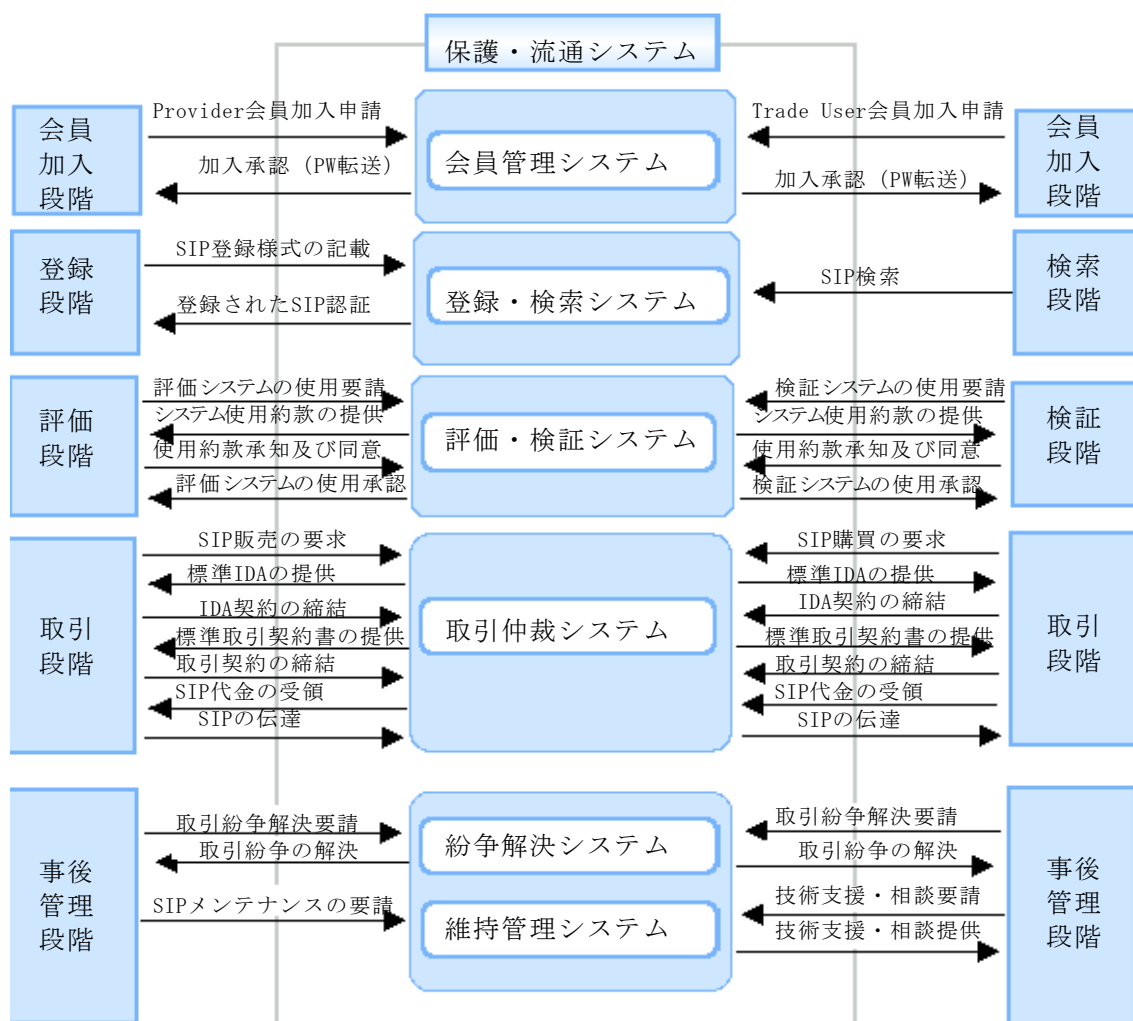 保護・流通システム
会員
加入
段階
Provider会員加入申請
加入承認 (PW転送)
会員管理システム
Trade User会員加入申請
加入承認 (PW転送)
会員
加入
段階
登録
段階
SIP登録様式の記載
登録されたSIP認証
登録・検索システム
SIP検索
検索
段階
評価
段階
評価システムの使用要請
システム使用約款の提供
使用約款承知及び同意
評価システムの使用承認
評価・検証システム
検証システムの使用要請
システム使用約款の提供
使用約款承知及び同意
検証システムの使用承認
検証
段階
取引
段階
SIP販売の要求
標準IDAの提供
IDA契約の締結
標準取引契約書の提供
取引契約の締結
SIP代金の受領
SIPの伝達
取引仲裁システム
SIP購買の要求
標準IDAの提供
IDA契約の締結
標準取引契約書の提供
取引契約の締結
SIP代金の受領
SIPの伝達
取引
段階
事後
管理
段階
取引紛争解決要請
取引紛争の解決
SIPメンテナンスの要請
紛争解決システム
維持管理システム
取引紛争解決要請
取引紛争の解決
技術支援・相談要請
技術支援・相談提供
事後
管理
段階